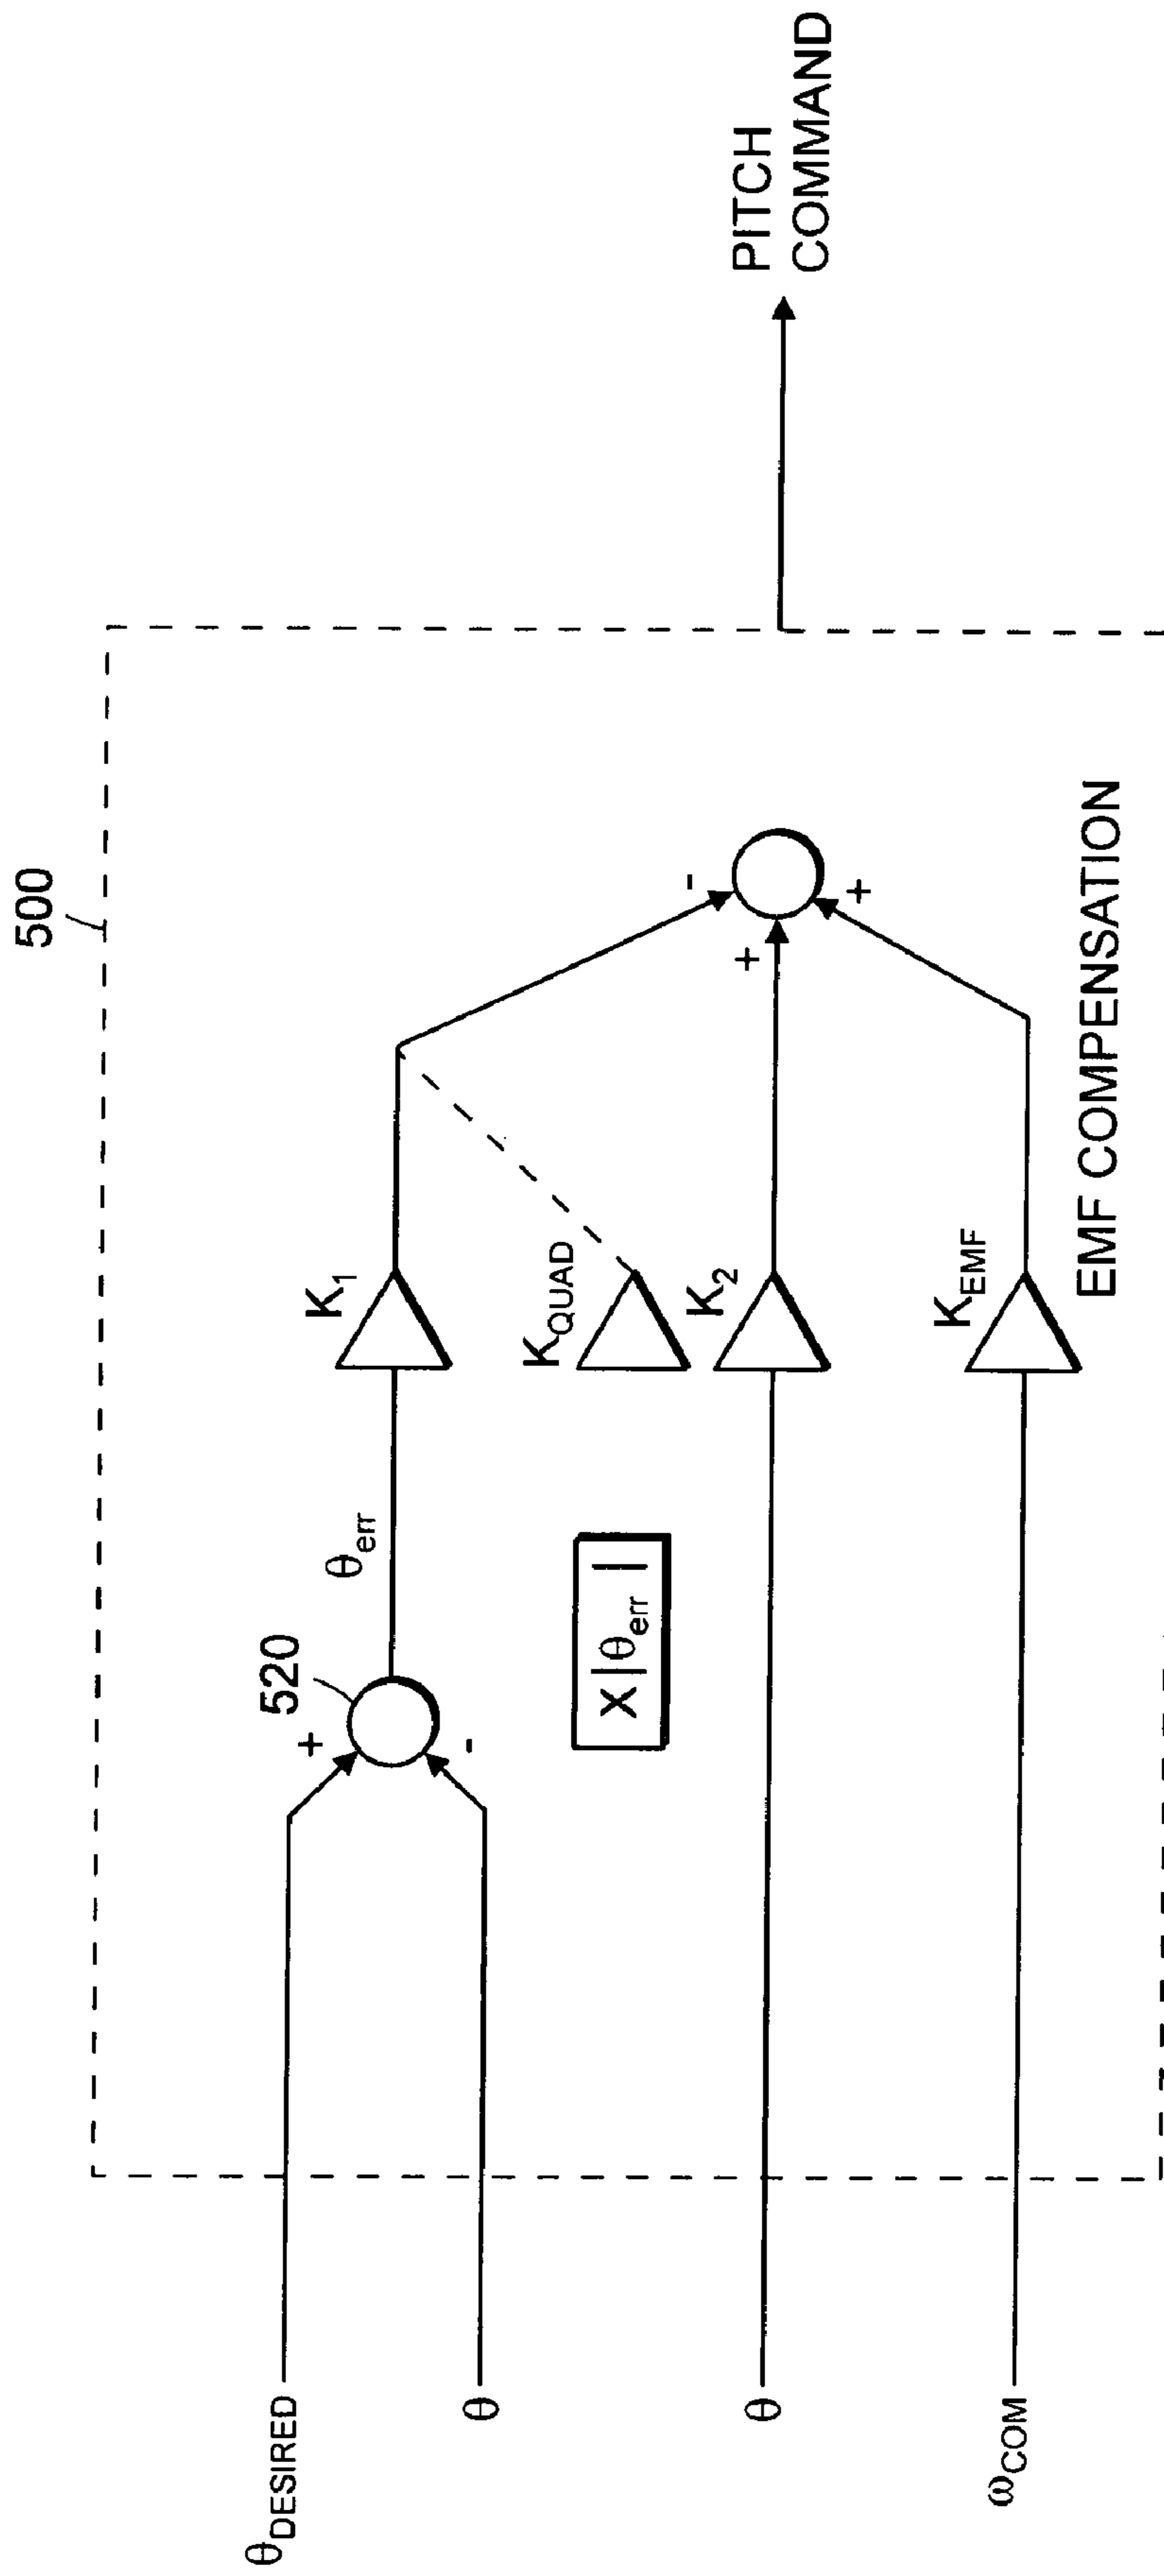 500
θDESIRED
+
520
θerr
K1
-
θ
-
X |θerr |
KQUAD
K2
+
PITCH
COMMAND
θ
+
KEMF
ωCOM
EMF COMPENSATION